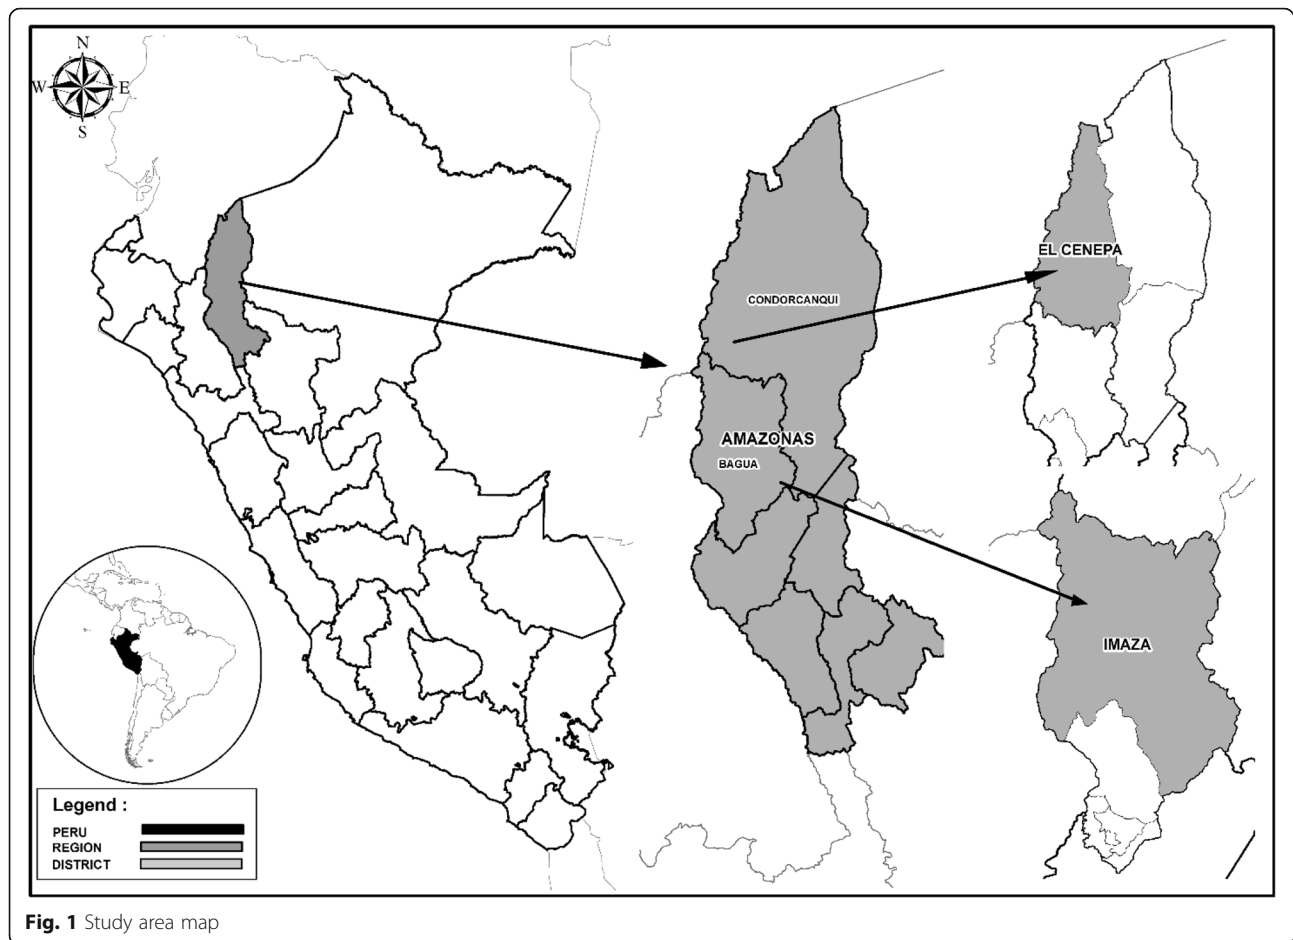 N
W E
S
EL CENEPA
CONDORCANQUI
AMAZONAS
BAGUA
IMAZA
Legend :
PERU
REGION
DISTRICT
Fig. 1 Study area map